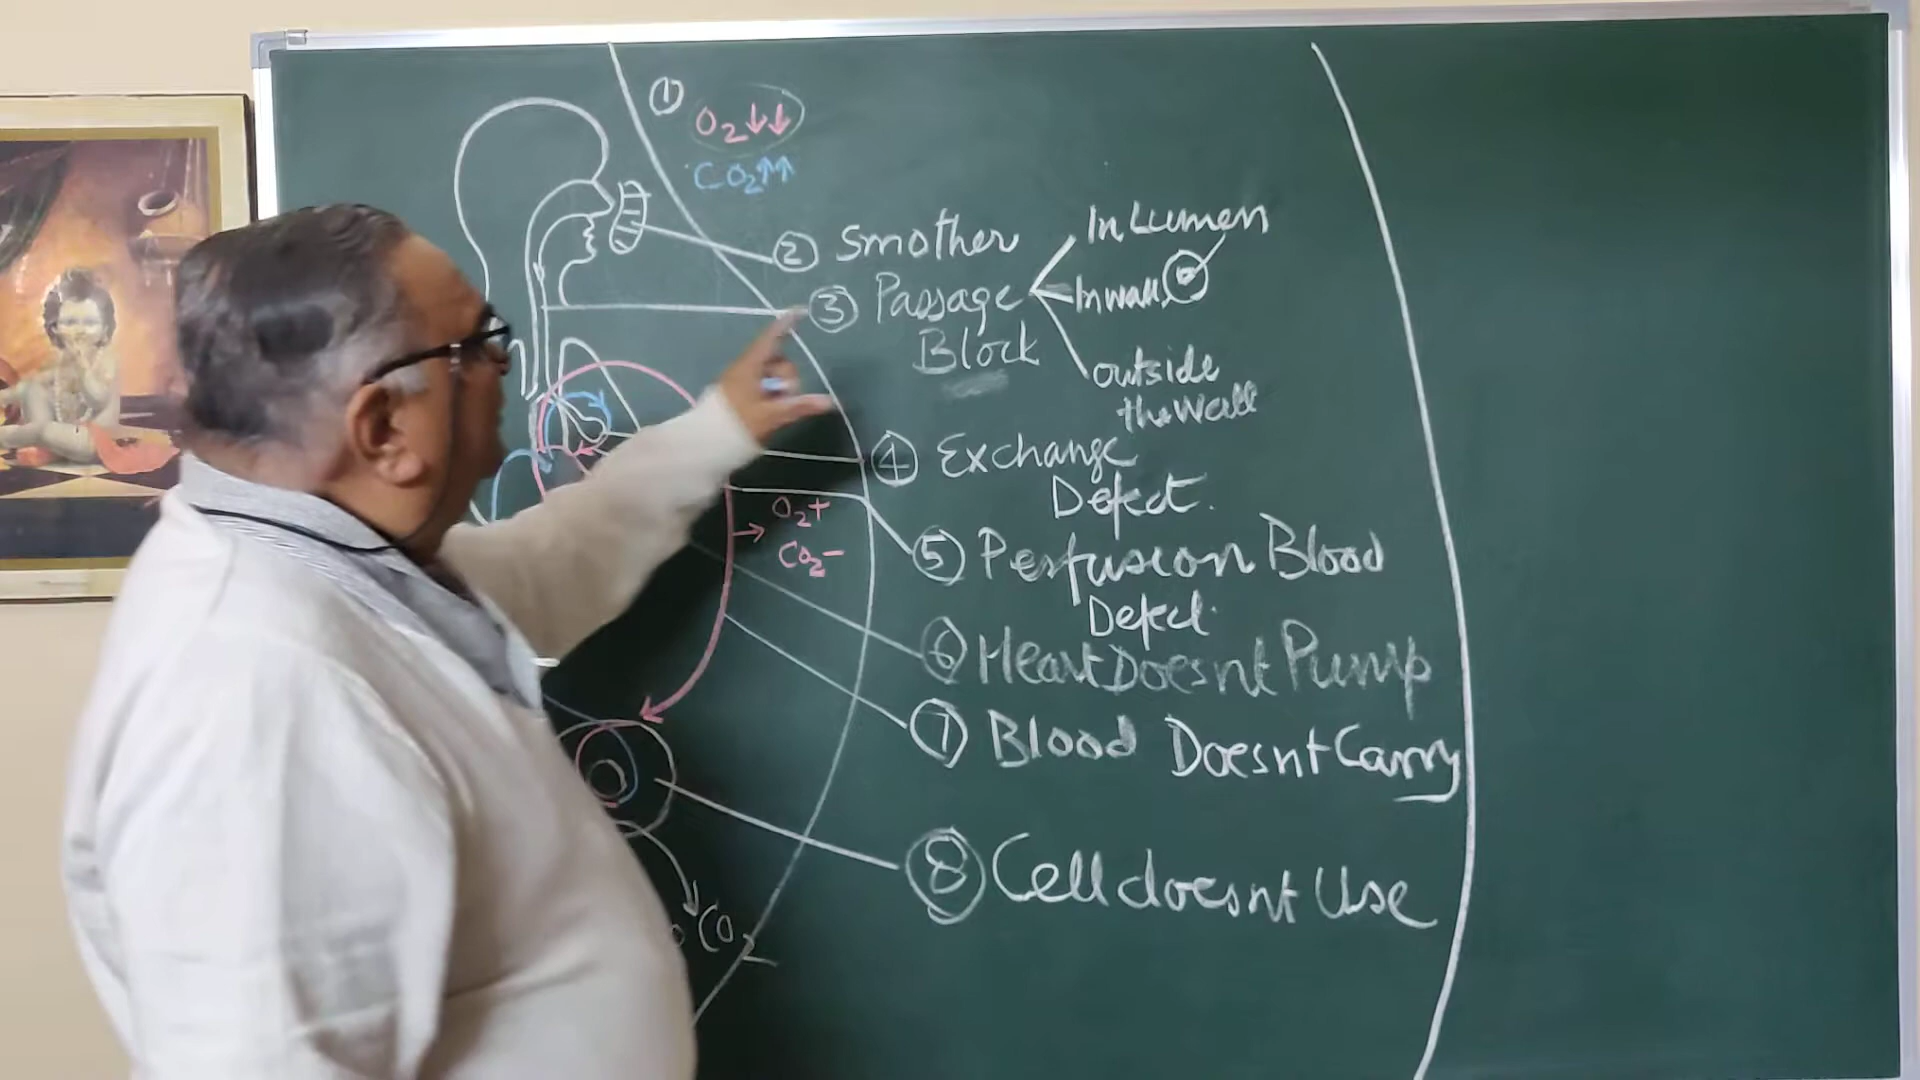 ① O₂↓↓
CO₂↑↑
② Smother
③ Passage
Block
In Lumen
In wall
outside
the Wall
④ Exchange
Defect.
O₂+
CO₂-
⑤ Perfusion Blood
Defect.
⑥ Heart Doesnt Pump
⑦ Blood Doesnt Carry
⑧ Cell doesnt Use
CO₂